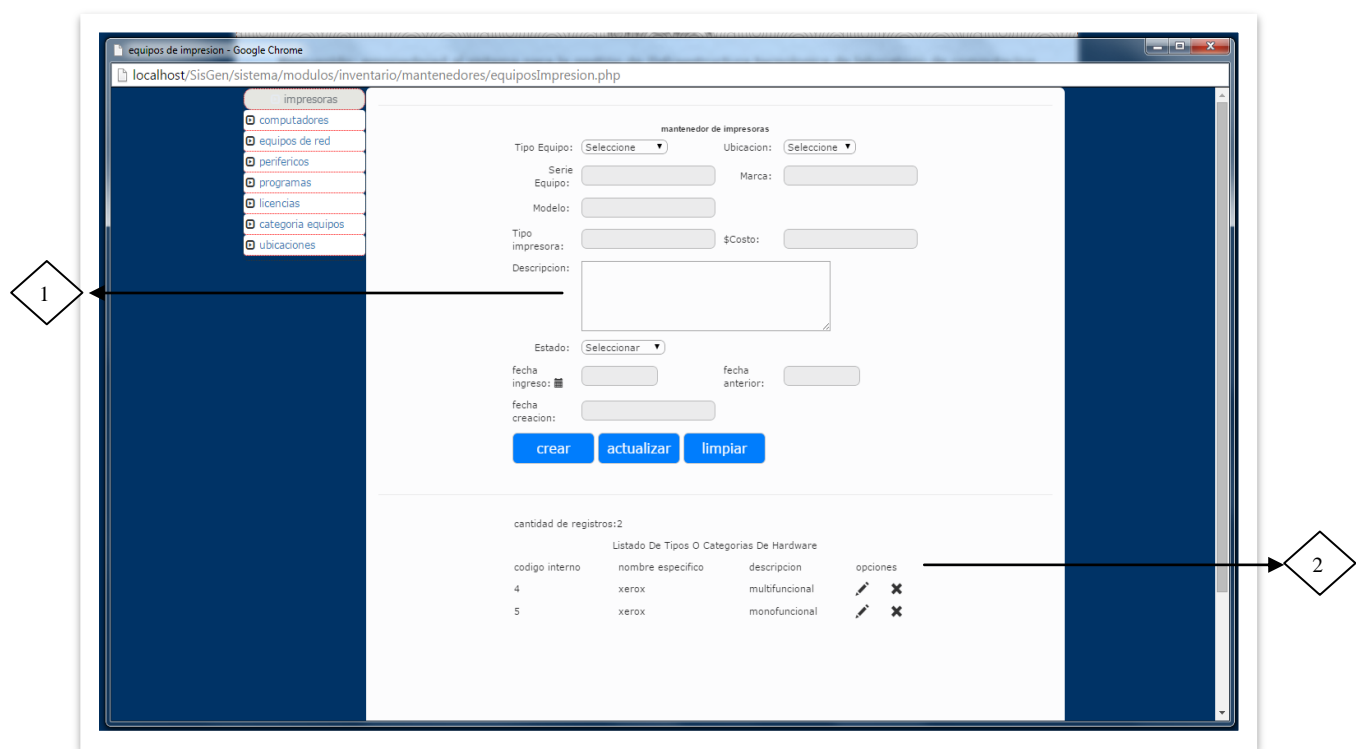 equipos de impresion - Google Chrome
localhost/SisGen/sistema/modulos/inventario/mantenedores/equiposImpresion.php
impresoras
computadores
equipos de red
perifericos
programas
licencias
categoria equipos
ubicaciones
mantenedor de impresoras
Tipo Equipo: Seleccione Ubicacion: Seleccione
Serie
Equipo: Marca:
Modelo:
Tipo
impresora: $Costo:
Descripcion:
Estado: Seleccionar
fecha fecha
ingreso: anterior:
fecha
creacion:
crear actualizar limpiar
cantidad de registros:2
Listado De Tipos O Categorias De Hardware
codigo interno nombre especifico descripcion opciones
4 xerox multifuncional
5 xerox monofuncional
1
2